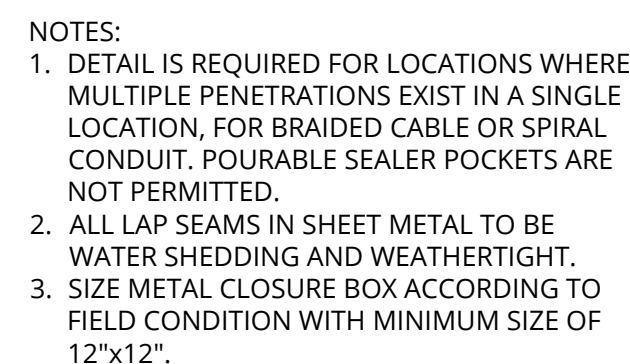 NOTES:
1. DETAIL IS REQUIRED FOR LOCATIONS WHERE
MULTIPLE PENETRATIONS EXIST IN A SINGLE
LOCATION, FOR BRAIDED CABLE OR SPIRAL
CONDUIT. POURABLE SEALER POCKETS ARE
NOT PERMITTED.
2. ALL LAP SEAMS IN SHEET METAL TO BE
WATER SHEDDING AND WEATHERTIGHT.
3. SIZE METAL CLOSURE BOX ACCORDING TO
FIELD CONDITION WITH MINIMUM SIZE OF
12"x12".